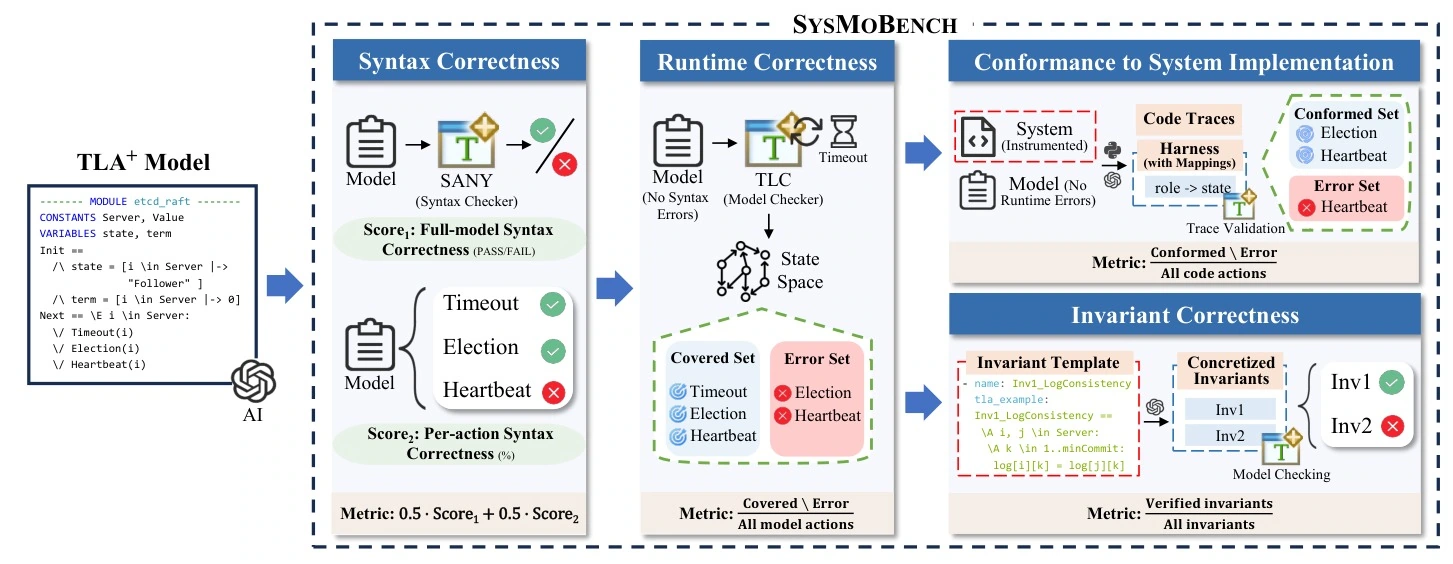 SYSMOBENCH
TLA+ Model
------- MODULE etcd_raft -------
CONSTANTS Server, Value
VARIABLES state, term
Init ==
/\ state = [i \in Server |->
"Follower" ]
/\ term = [i \in Server |-> 0]
Next == \E i \in Server:
\/ Timeout(i)
\/ Election(i)
\/ Heartbeat(i)
AI
Syntax Correctness
Model
SANY
(Syntax Checker)
Score1: Full-model Syntax
Correctness (PASS/FAIL)
Model
Timeout
Election
Heartbeat
Score2: Per-action Syntax
Correctness (%)
Metric: 0.5 · Score1 + 0.5 · Score2
Runtime Correctness
Model
(No Syntax
Errors)
T
TLC
(Model Checker)
Timeout
State
Space
Covered Set
Timeout
Election
Heartbeat
Error Set
Election
Heartbeat
Metric: Covered \ Error
All model actions
Conformance to System Implementation
System
(Instrumented)
Model (No
Runtime Errors)
Code Traces
Harness
(with Mappings)
role -> state
T
Trace Validation
Conformed Set
Election
Heartbeat
Error Set
Heartbeat
Metric: Conformed \ Error
All code actions
Invariant Correctness
Invariant Template
- name: Inv1_LogConsistency
tla_example:
Inv1_LogConsistency ==
\A i, j \in Server:
\A k \in 1..minCommit:
log[i][k] = log[j][k]
Concretized
Invariants
Inv1
Inv2
T
Model Checking
Inv1
Inv2
Metric: Verified invariants
All invariants